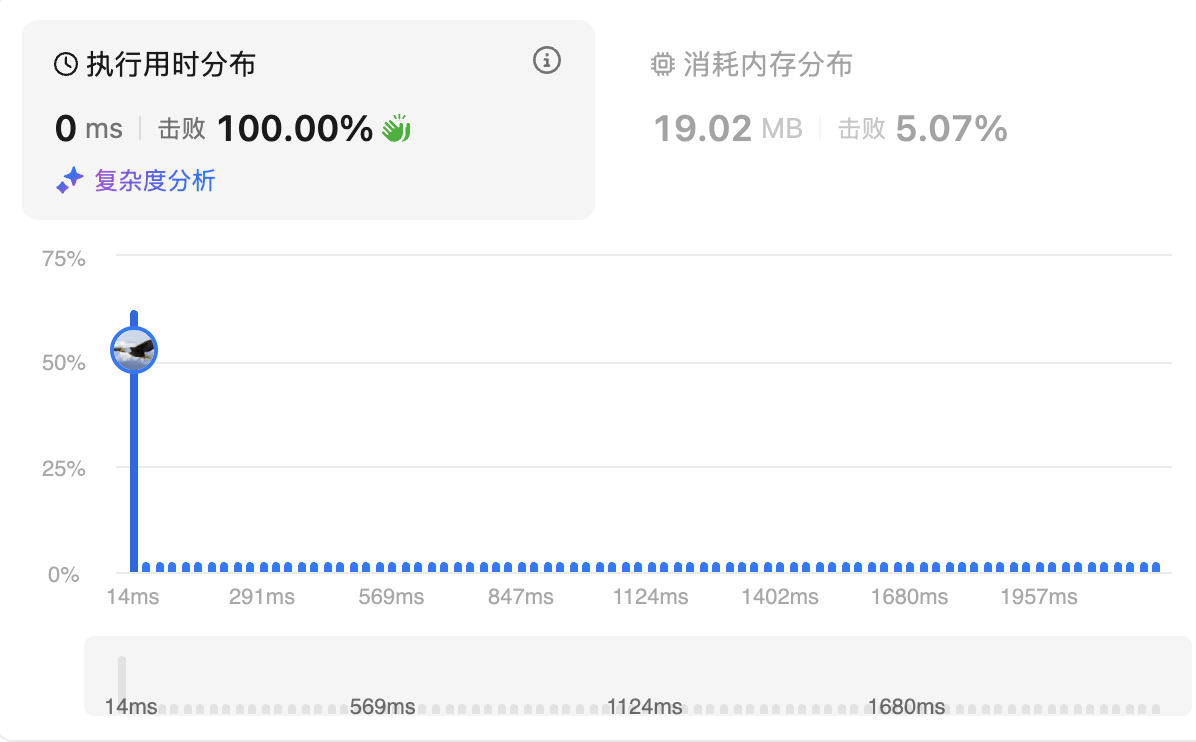 执行用时分布
0 ms 击败 100.00%
复杂度分析
消耗内存分布
19.02 MB 击败 5.07%
75%
50%
25%
0%
14ms 291ms 569ms 847ms 1124ms 1402ms 1680ms 1957ms
14ms 569ms 1124ms 1680ms